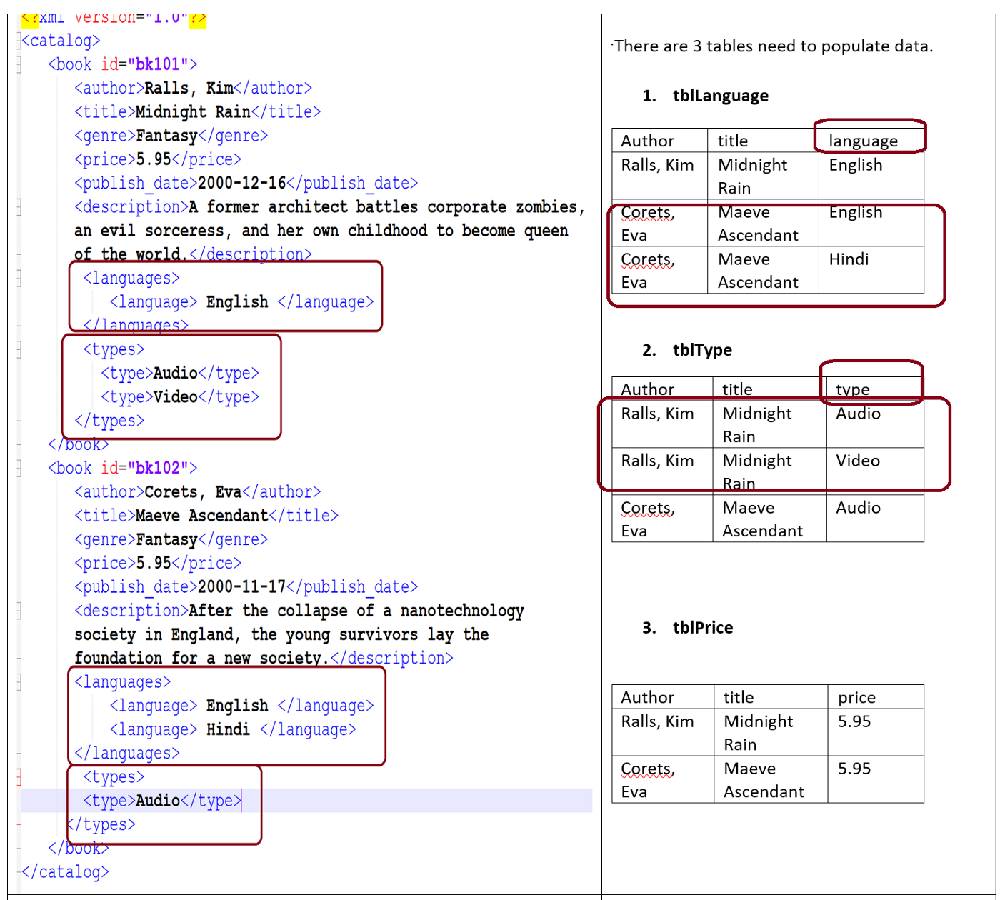 <?xml version="1.0"?>
<catalog>
<book id="bk101">
<author>Ralls, Kim</author>
<title>Midnight Rain</title>
<genre>Fantasy</genre>
<price>5.95</price>
<publish_date>2000-12-16</publish_date>
<description>A former architect battles corporate zombies,
an evil sorceress, and her own childhood to become queen
of the world.</description>
<languages>
<language> English </language>
</languages>
<types>
<type>Audio</type>
<type>Video</type>
</types>
</book>
<book id="bk102">
<author>Corets, Eva</author>
<title>Maeve Ascendant</title>
<genre>Fantasy</genre>
<price>5.95</price>
<publish_date>2000-11-17</publish_date>
<description>After the collapse of a nanotechnology
society in England, the young survivors lay the
foundation for a new society.</description>
<languages>
<language> English </language>
<language> Hindi </language>
</languages>
<types>
<type>Audio</type>
</types>
</book>
</catalog>
There are 3 tables need to populate data.
1. tblLanguage
Author title language
Ralls, Kim Midnight English
Rain
Corets, Maeve English
Eva Ascendant
Corets, Maeve Hindi
Eva Ascendant
2. tblType
Author title type
Ralls, Kim Midnight Audio
Rain
Ralls, Kim Midnight Video
Rain
Corets, Maeve Audio
Eva Ascendant
3. tblPrice
Author title price
Ralls, Kim Midnight 5.95
Rain
Corets, Maeve 5.95
Eva Ascendant